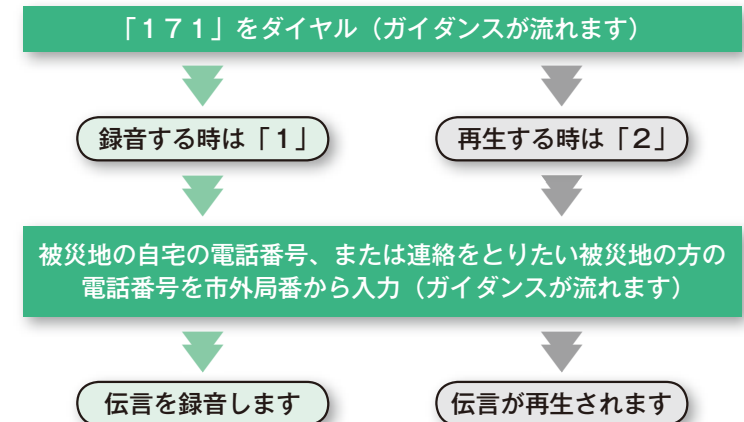 「１７１」をダイヤル（ガイダンスが流れます）
録音する時は「１」
再生する時は「２」
被災地の自宅の電話番号、または連絡をとりたい被災地の方の
電話番号を市外局番から入力（ガイダンスが流れます）
伝言を録音します
伝言が再生されます